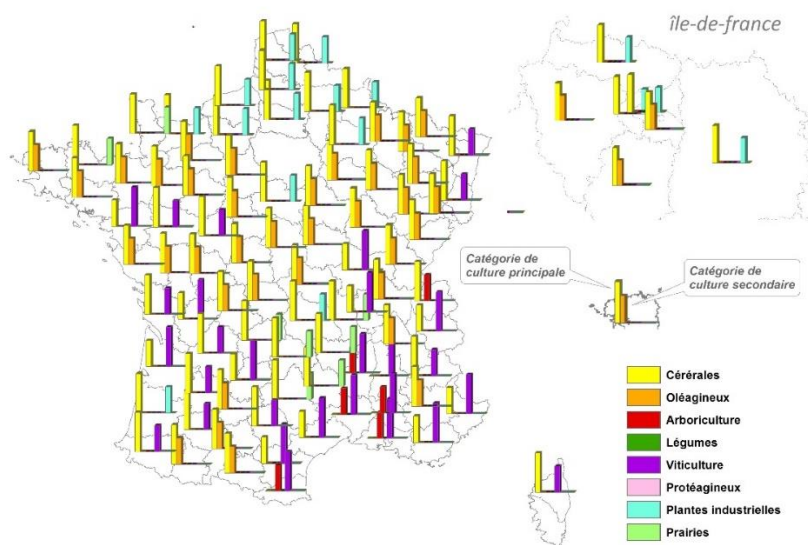 île-de-france
Catégorie de
culture principale
Catégorie de
culture secondaire
Cérérales
Oléagineux
Arboriculture
Légumes
Viticulture
Protéagineux
Plantes industrielles
Prairies